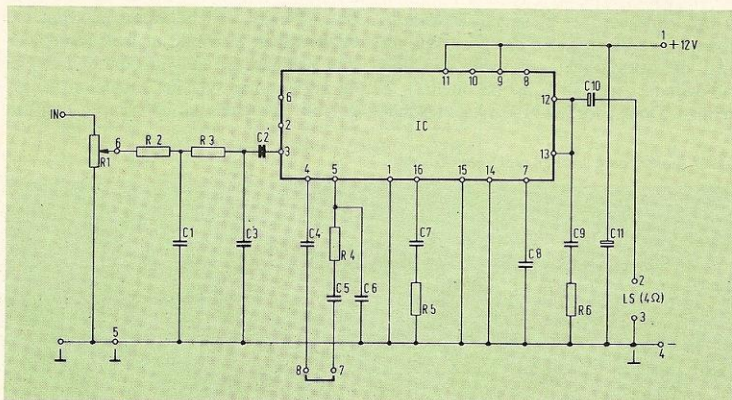 1
+12V
11 10 9 8
C10
6
12
IN
2
IC
6 R2 R3 C2
3
13
R1
4 5 1 16 15 14 7
C1 C3 C4 R4 C7 C8 C9 C11
C5 C6
2
R5 R6 LS (4Ω)
3
5
4 −
8 7